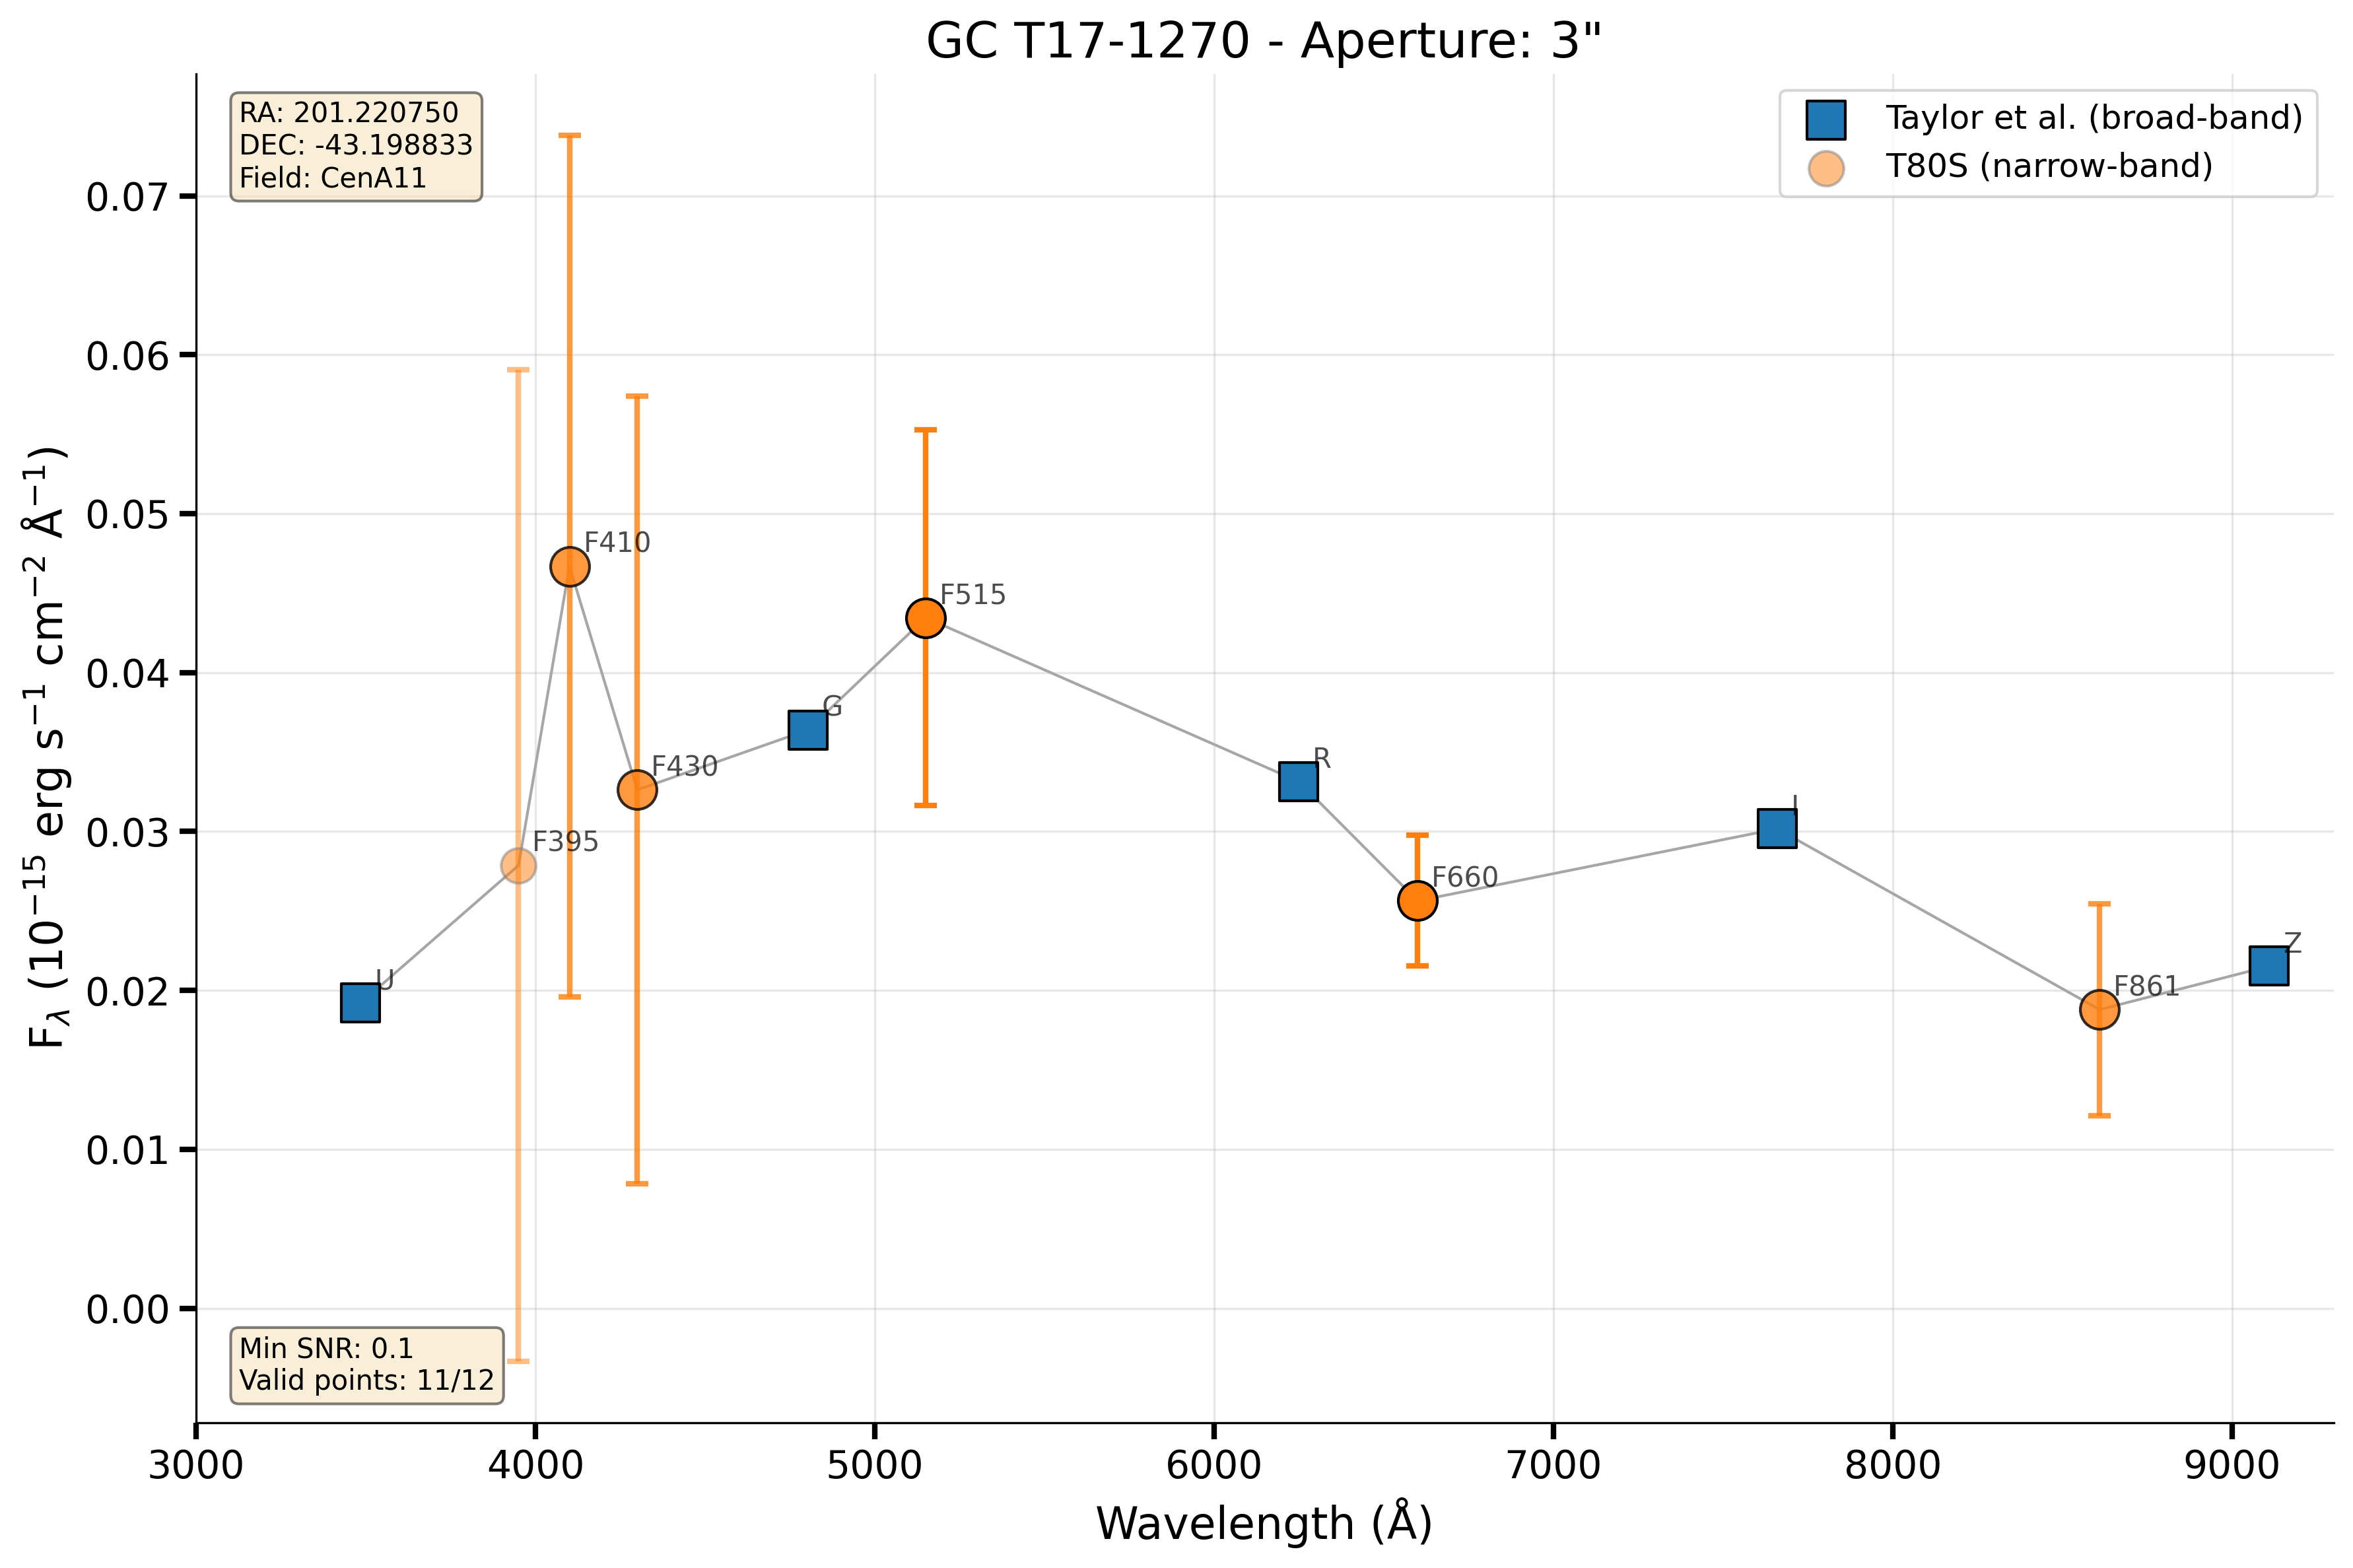 GC T17-1270 - Aperture: 3"
RA: 201.220750
DEC: -43.198833
Field: CenA11
Taylor et al. (broad-band)
T80S (narrow-band)
0.07
0.06
0.05
0.04
0.03
0.02
0.01
0.00
F_λ (10⁻¹⁵ erg s⁻¹ cm⁻² Å⁻¹)
U
F395
F410
F430
G
F515
R
F660
I
F861
Z
Min SNR: 0.1
Valid points: 11/12
3000 4000 5000 6000 7000 8000 9000
Wavelength (Å)